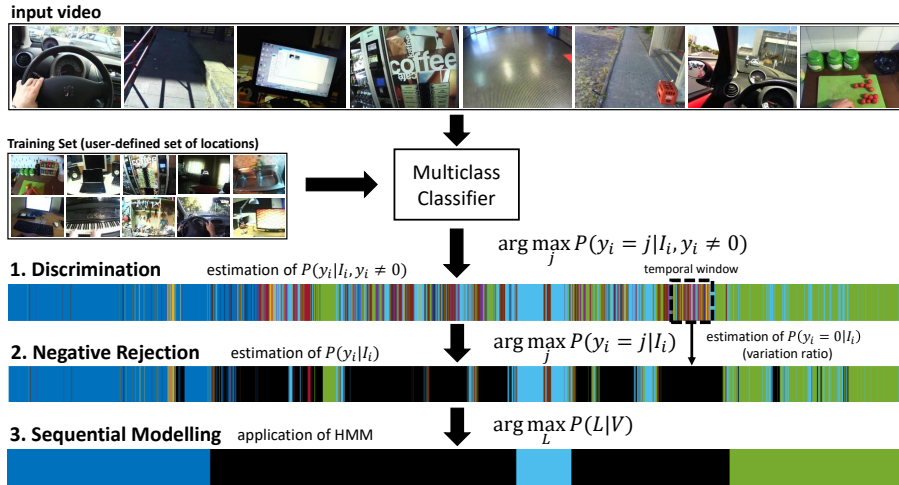 input video
coffee
Training Set (user-defined set of locations)
coffee
Multiclass
Classifier
arg max P(y_i = j|I_i, y_i ≠ 0)
j
1. Discrimination
estimation of P(y_i|I_i, y_i ≠ 0)
temporal window
2. Negative Rejection
estimation of P(y_i|I_i)
arg max P(y_i = j|I_i)
j
estimation of P(y_i = 0|I_i)
(variation ratio)
3. Sequential Modelling
application of HMM
arg max P(L|V)
L